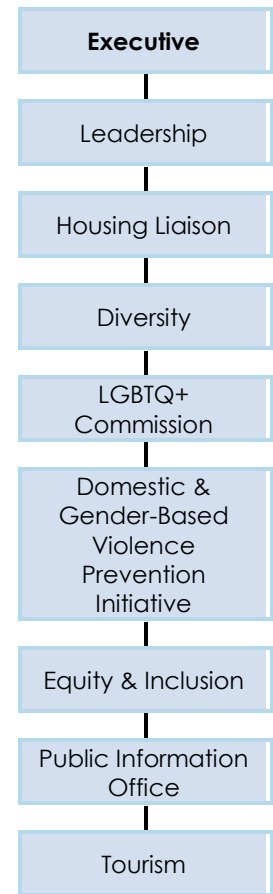 Executive
Leadership
Housing Liaison
Diversity
LGBTQ+
Commission
Domestic &
Gender-Based
Violence
Prevention
Initiative
Equity & Inclusion
Public Information
Office
Tourism